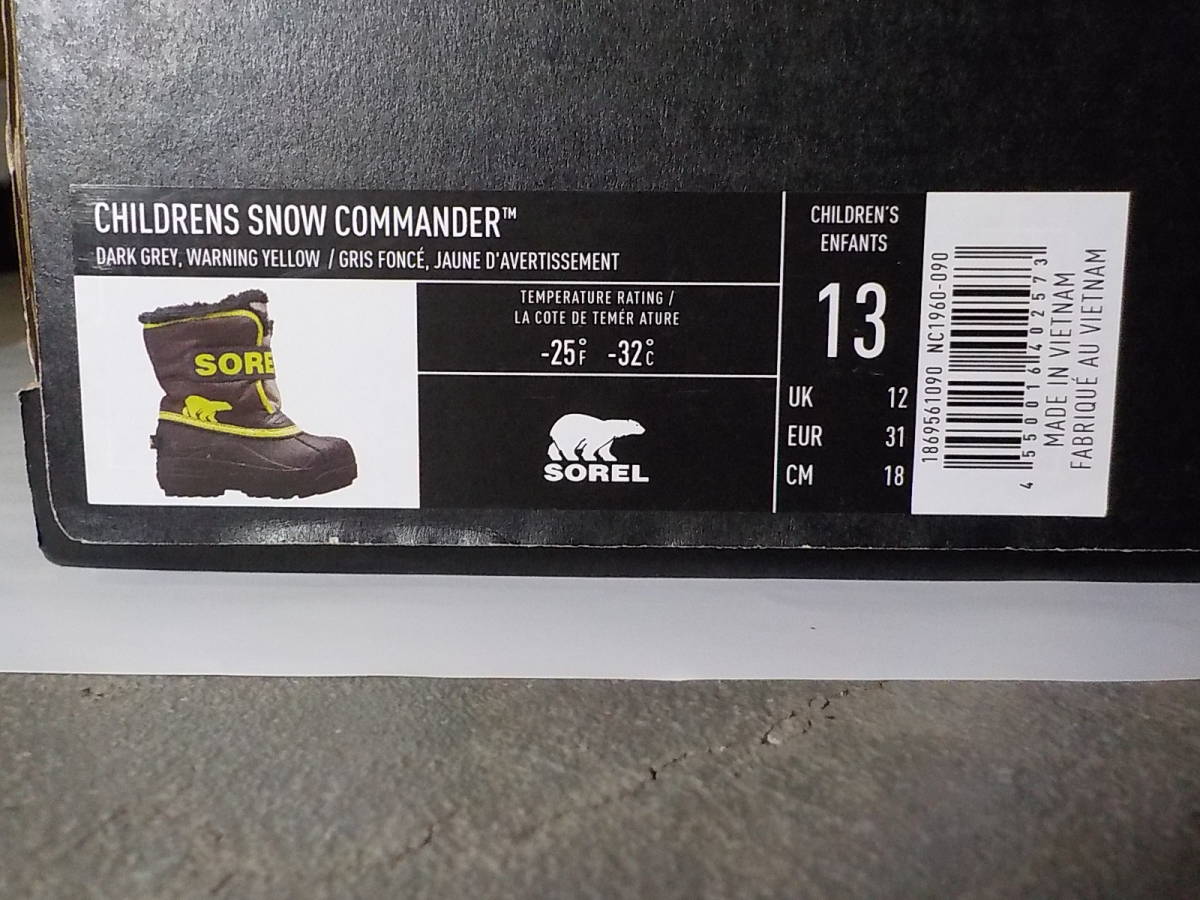 CHILDRENS SNOW COMMANDER™
DARK GREY, WARNING YELLOW / GRIS FONCÉ, JAUNE D'AVERTISSEMENT
SORE
TEMPERATURE RATING /
LA COTE DE TEMÉR ATURE
-25°F -32°C
SOREL
CHILDREN'S
ENFANTS
13
UK 12
EUR 31
CM 18
1869561090 NC1960-090
4 550016 402573
MADE IN VIETNAM
FABRIQUÉ AU VIETNAM